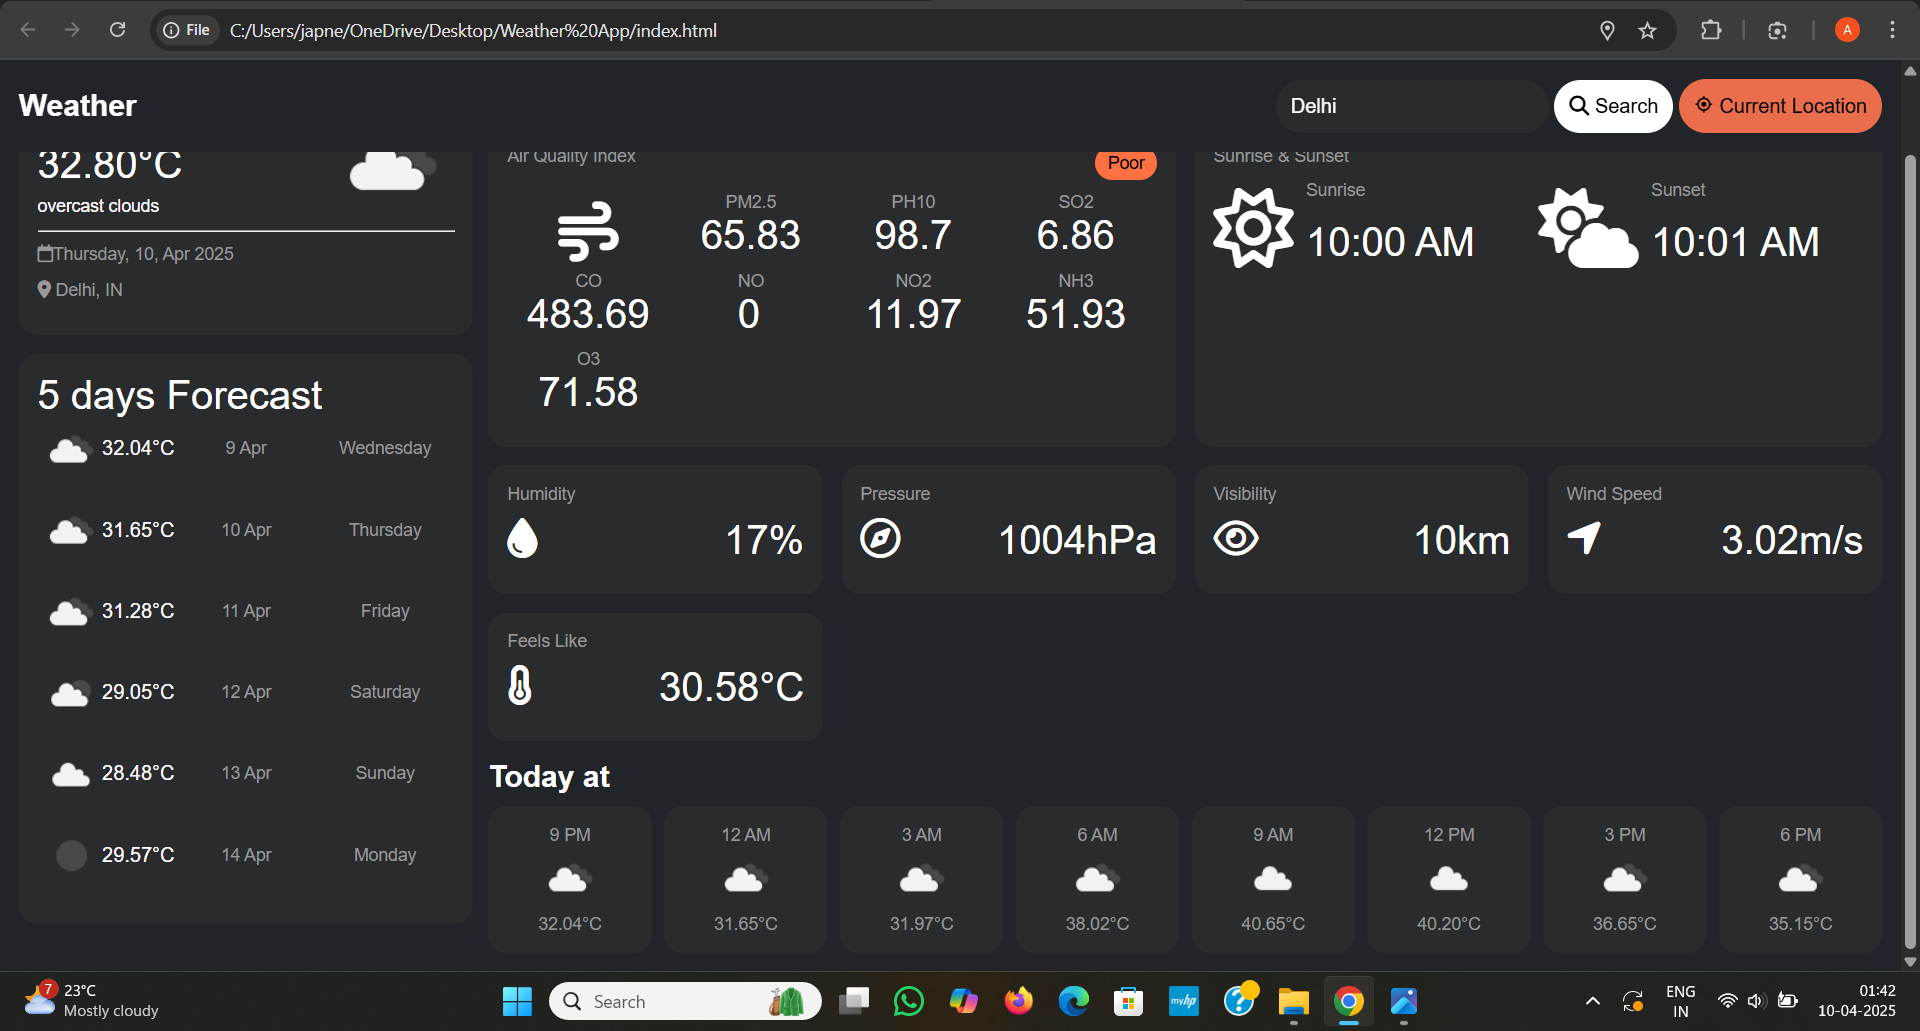 File C:/Users/japne/OneDrive/Desktop/Weather%20App/index.html
A
Weather
Delhi
Search
Current Location
32.80°C
overcast clouds
Thursday, 10, Apr 2025
Delhi, IN
5 days Forecast
32.04°C 9 Apr Wednesday
31.65°C 10 Apr Thursday
31.28°C 11 Apr Friday
29.05°C 12 Apr Saturday
28.48°C 13 Apr Sunday
29.57°C 14 Apr Monday
Air Quality Index
Poor
PM2.5 PH10 SO2
65.83 98.7 6.86
CO NO NO2 NH3
483.69 0 11.97 51.93
O3
71.58
Sunrise & Sunset
Sunrise Sunset
10:00 AM 10:01 AM
Humidity
17%
Pressure
1004hPa
Visibility
10km
Wind Speed
3.02m/s
Feels Like
30.58°C
Today at
9 PM 12 AM 3 AM 6 AM 9 AM 12 PM 3 PM 6 PM
32.04°C 31.65°C 31.97°C 38.02°C 40.65°C 40.20°C 36.65°C 35.15°C
7
23°C
Mostly cloudy
Search
myhp
ENG
IN
01:42
10-04-2025